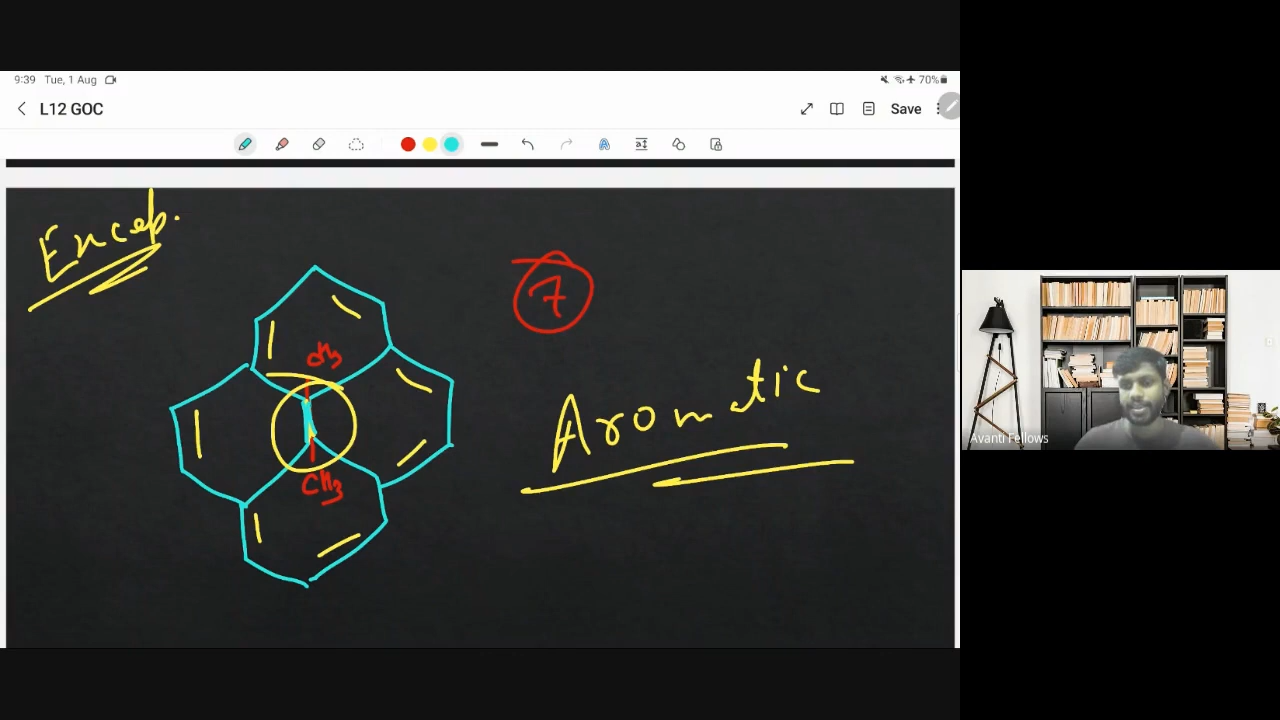 9:39 Tue, 1 Aug 70%
L12 GOC
Save
Excep.
7
CH3
Aromatic
CH3
Avanti Fellows